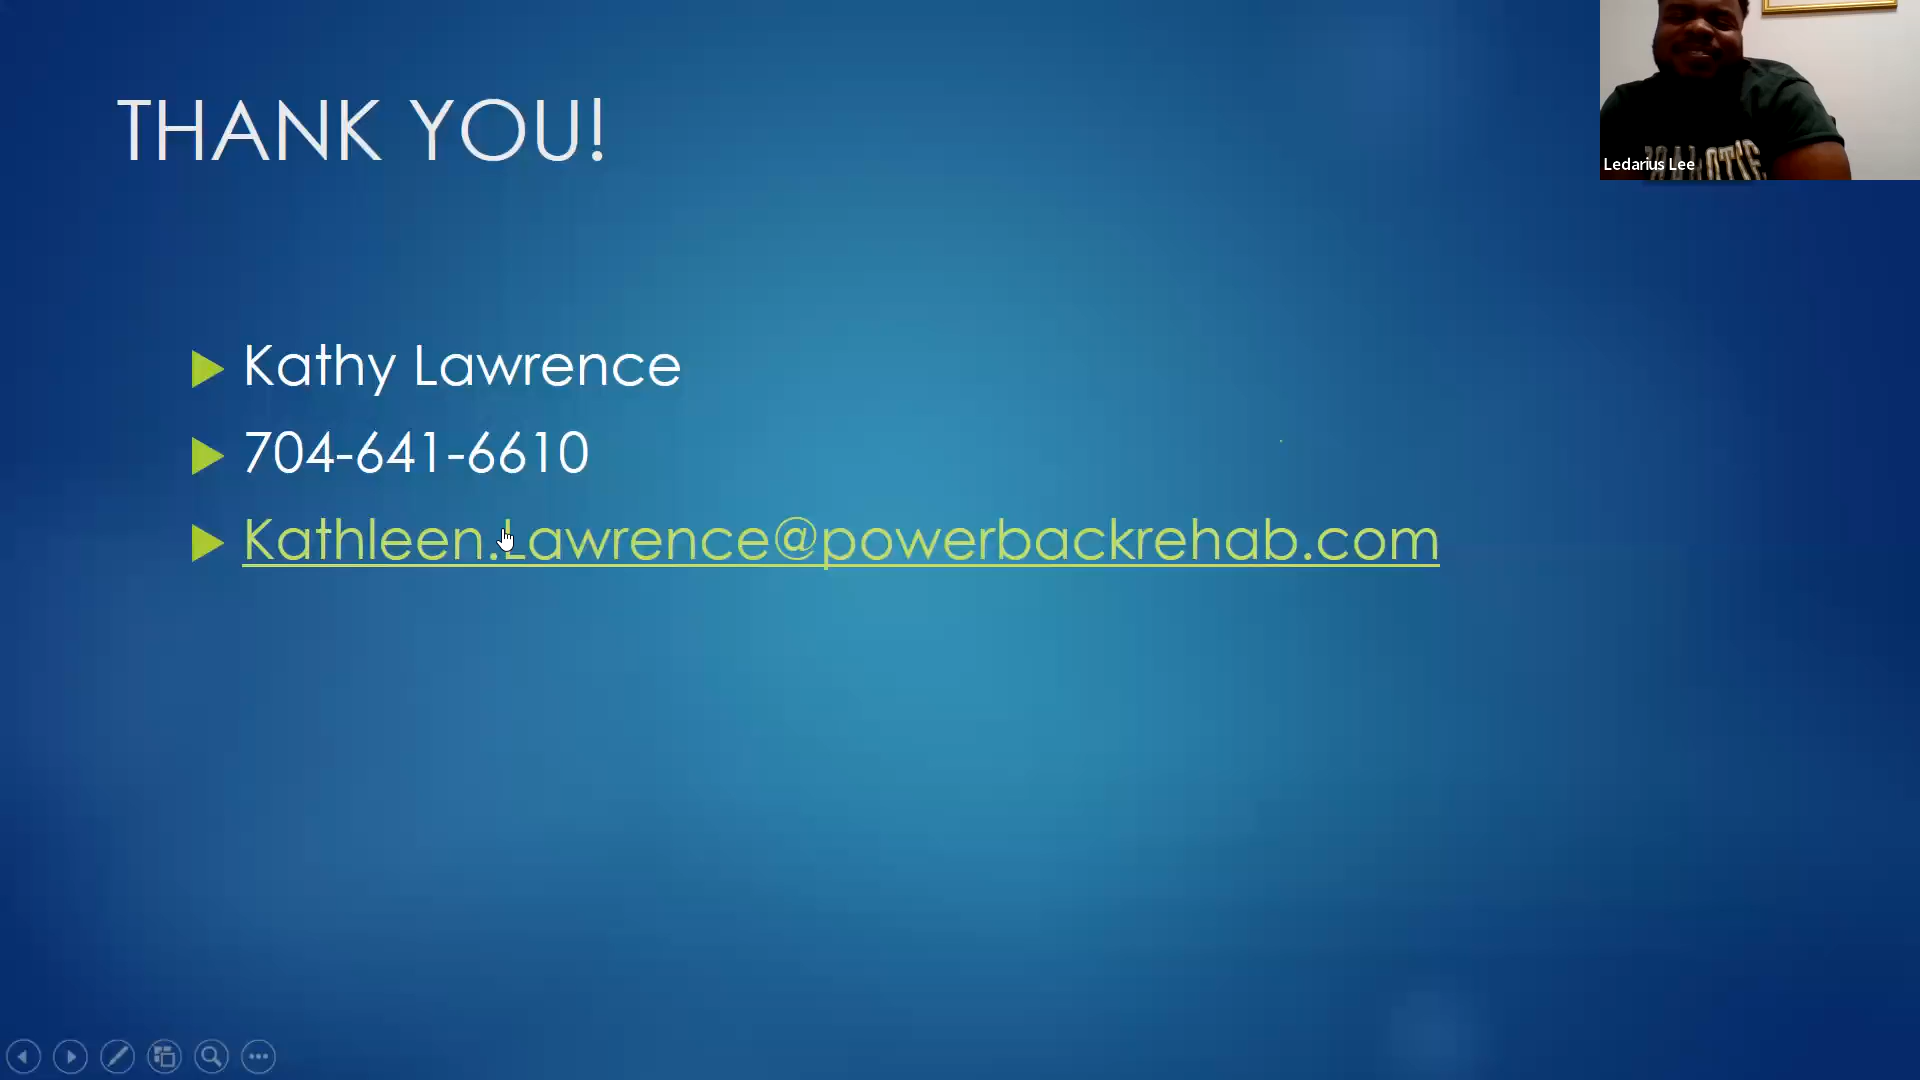 THANK YOU!
Ledarius Lee
Kathy Lawrence
704-641-6610
Kathleen.Lawrence@powerbackrehab.com